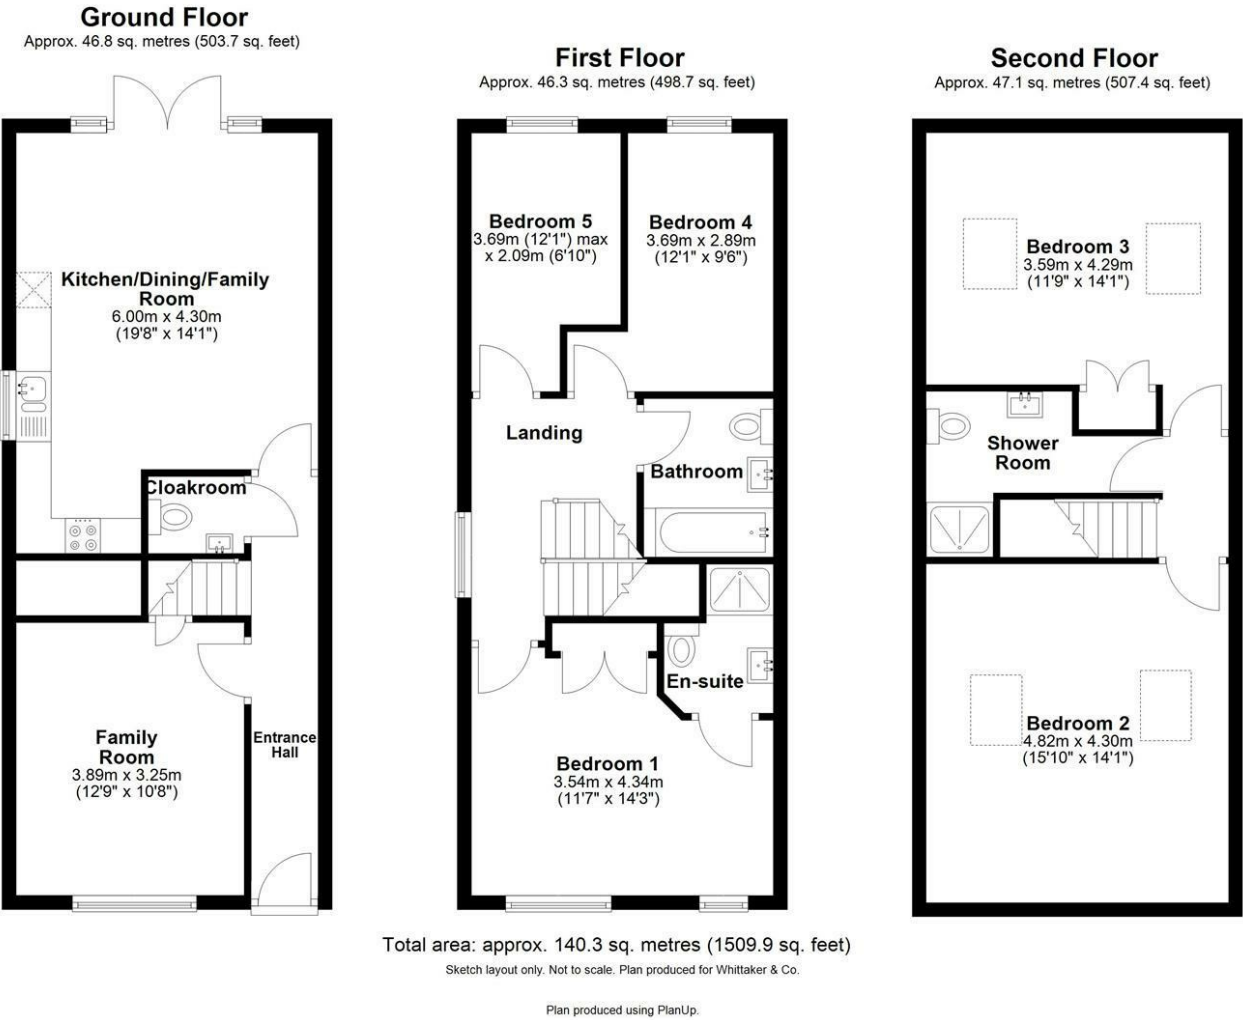 Ground Floor
Approx. 46.8 sq. metres (503.7 sq. feet)
Kitchen/Dining/Family
Room
6.00m x 4.30m
(19'8" x 14'1")
Cloakroom
Family
Room
3.89m x 3.25m
(12'9" x 10'8")
Entrance
Hall
First Floor
Approx. 46.3 sq. metres (498.7 sq. feet)
Bedroom 5
3.69m (12'1") max
x 2.09m (6'10")
Bedroom 4
3.69m x 2.89m
(12'1" x 9'6")
Landing
Bathroom
En-suite
Bedroom 1
3.54m x 4.34m
(11'7" x 14'3")
Second Floor
Approx. 47.1 sq. metres (507.4 sq. feet)
Bedroom 3
3.59m x 4.29m
(11'9" x 14'1")
Shower
Room
Bedroom 2
4.82m x 4.30m
(15'10" x 14'1")
Total area: approx. 140.3 sq. metres (1509.9 sq. feet)
Sketch layout only. Not to scale. Plan produced for Whittaker & Co.
Plan produced using PlanUp.